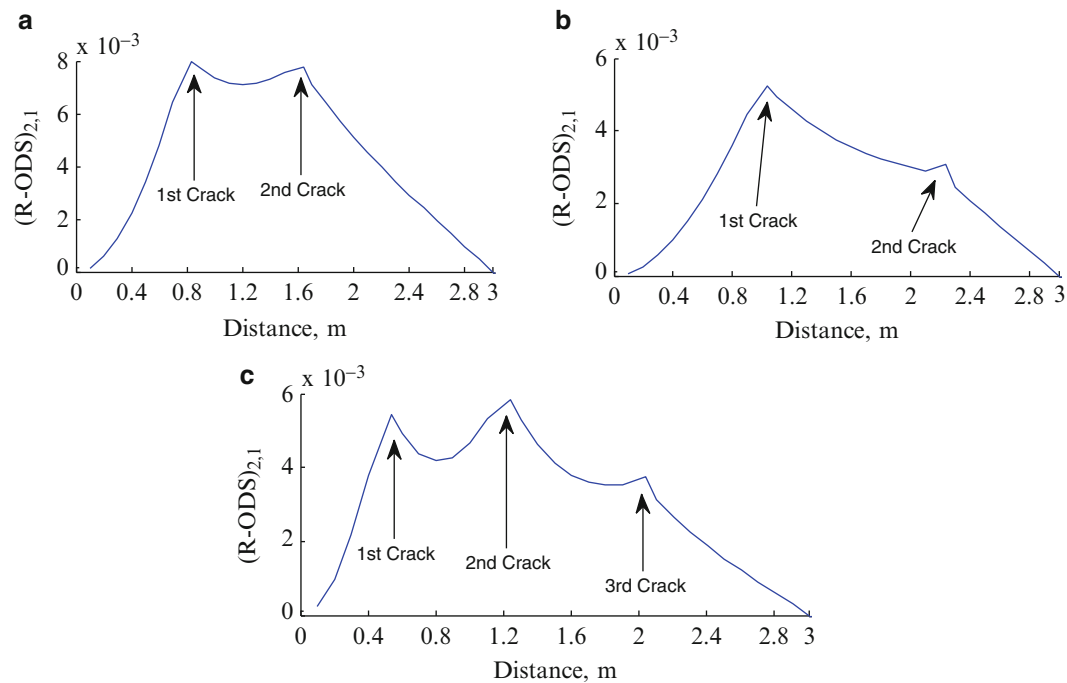 a
x 10⁻³
8
6
4
2
0
(R-ODS)₂,₁
1st Crack
2nd Crack
0 0.4 0.8 1.2 1.6 2 2.4 2.8 3
Distance, m
b
x 10⁻³
6
4
2
0
(R-ODS)₂,₁
1st Crack
2nd Crack
0 0.4 0.8 1.2 1.6 2 2.4 2.8 3
Distance, m
c
x 10⁻³
6
4
2
0
(R-ODS)₂,₁
1st Crack
2nd Crack
3rd Crack
0 0.4 0.8 1.2 1.6 2 2.4 2.8 3
Distance, m